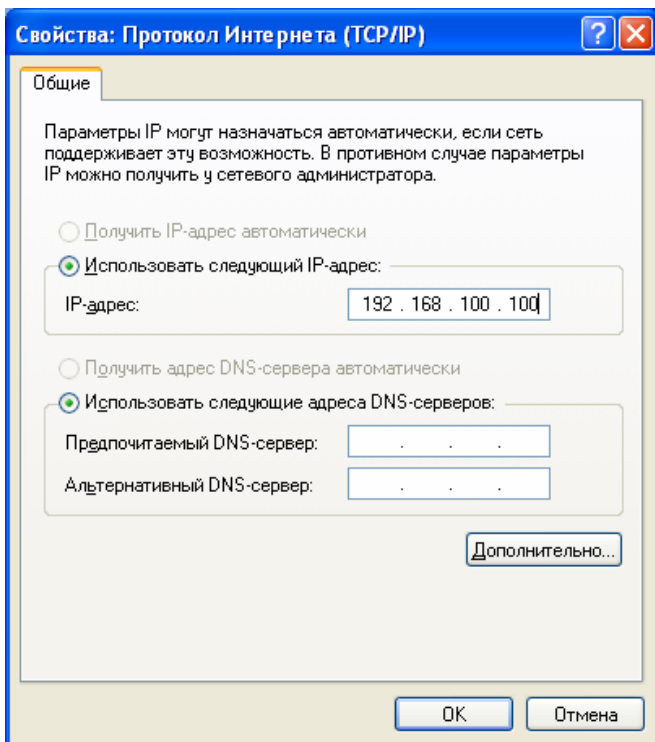 Свойства: Протокол Интернета (TCP/IP)
Общие
Параметры IP могут назначаться автоматически, если сеть
поддерживает эту возможность. В противном случае параметры
IP можно получить у сетевого администратора.
Получить IP-адрес автоматически
Использовать следующий IP-адрес:
IP-адрес: 192 . 168 . 100 . 100
Получить адрес DNS-сервера автоматически
Использовать следующие адреса DNS-серверов:
Предпочитаемый DNS-сервер: . . .
Альтернативный DNS-сервер: . . .
Дополнительно...
OK Отмена